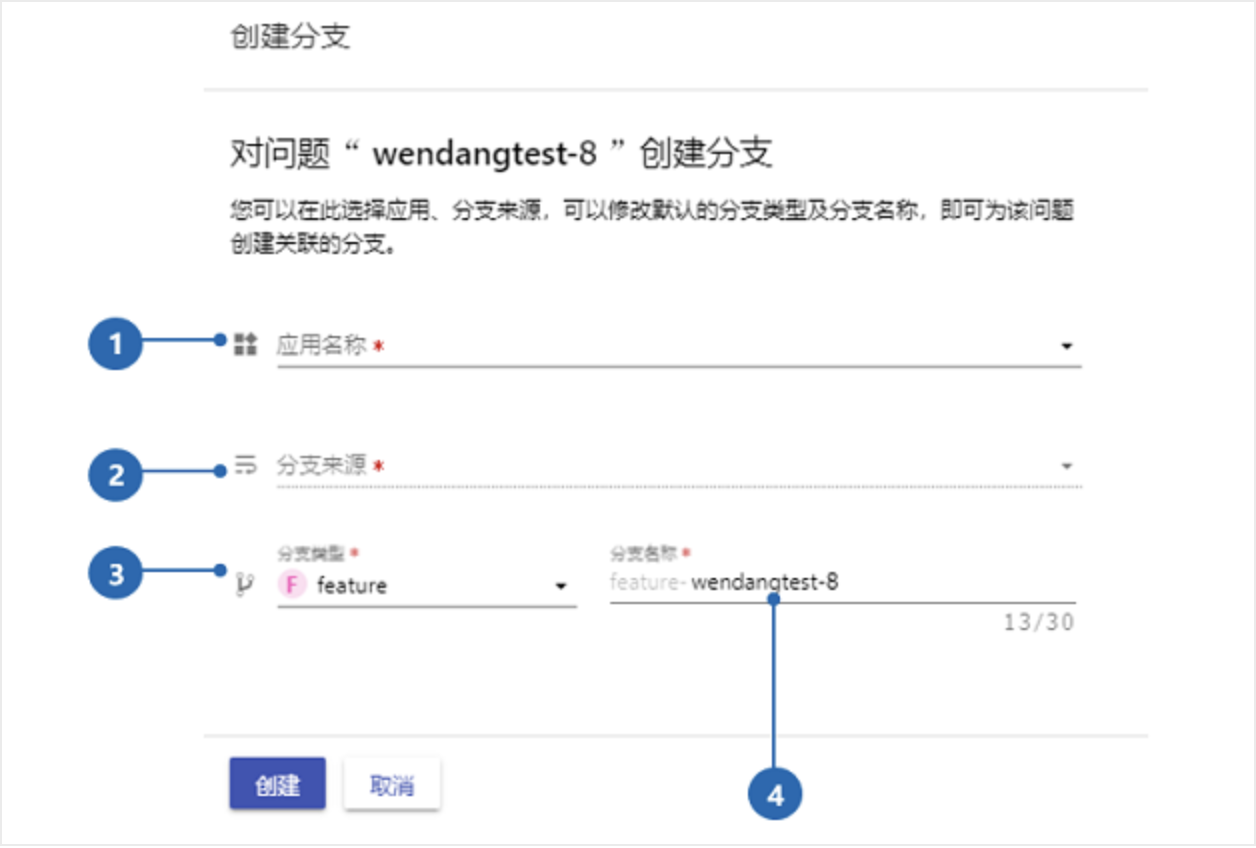 创建分支
对问题“ wendangtest-8 ”创建分支
您可以在此选择应用、分支来源，可以修改默认的分支类型及分支名称，即可为该问题
创建关联的分支。
1 应用名称 *
2 分支来源 *
3 分支类型 * 分支名称 *
F feature feature- wendangtest-8
13/30
创建 取消
4